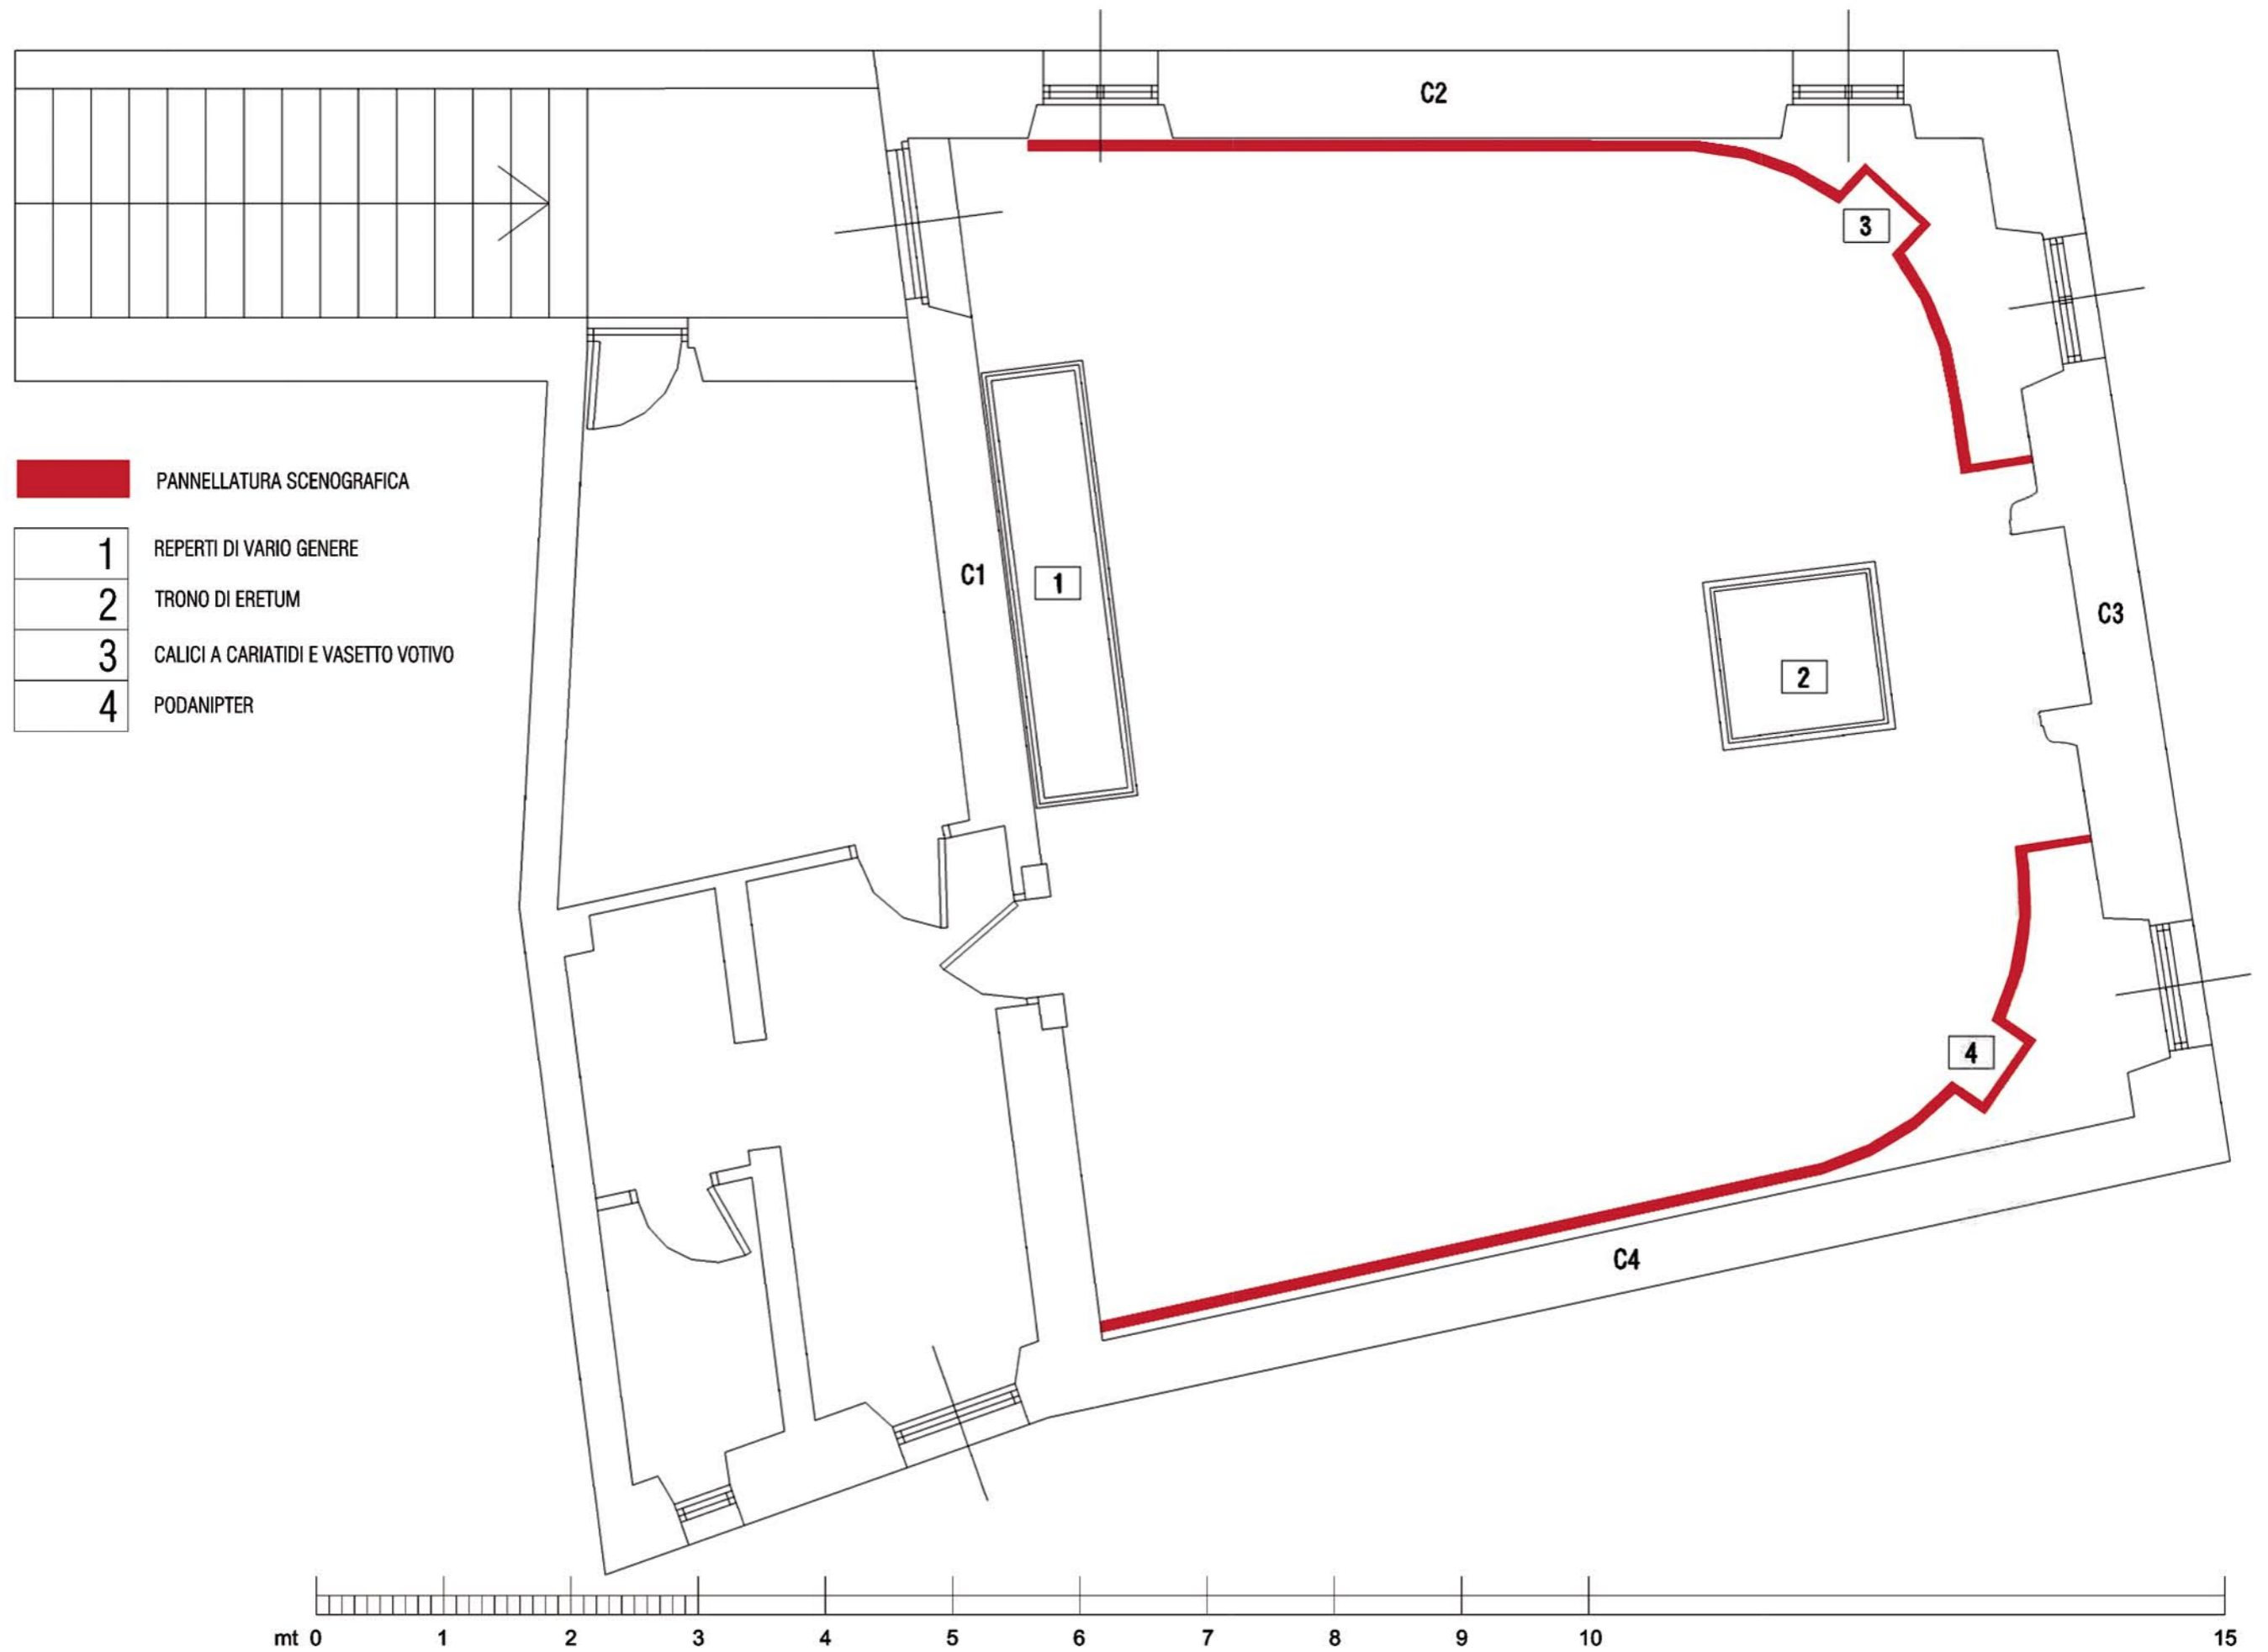 C2
3
PANNELLATURA SCENOGRAFICA
1 REPERTI DI VARIO GENERE
2 TRONO DI ERETUM
3 CALICI A CARIATIDI E VASETTO VOTIVO
4 PODANIPTER
C1
1
C3
2
4
C4
mt 0 1 2 3 4 5 6 7 8 9 10 15